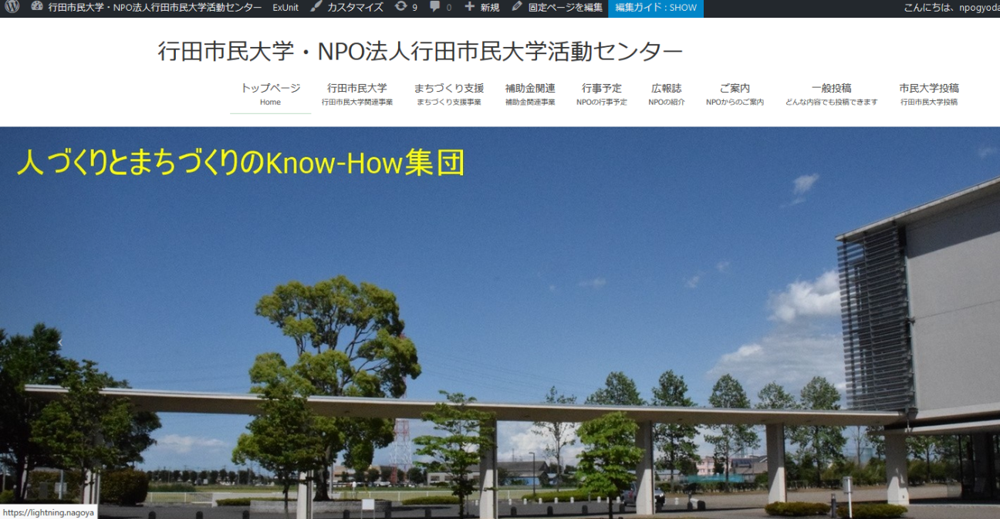 行田市民大学・NPO法人行田市民大学活動センター ExUnit カスタマイズ 9 0 新規 固定ページを編集 編集ガイド : SHOW こんにちは、npogyoda
行田市民大学・NPO法人行田市民大学活動センター
トップページ 行田市民大学 まちづくり支援 補助金関連 行事予定 広報誌 ご案内 一般投稿 市民大学投稿
Home 行田市民大学関連事業 まちづくり支援事業 補助金関連事業 NPOの行事予定 NPOの紹介 NPOからのご案内 どんな内容でも投稿できます 行田市民大学投稿
人づくりとまちづくりのKnow-How集団
https://lightning.nagoya